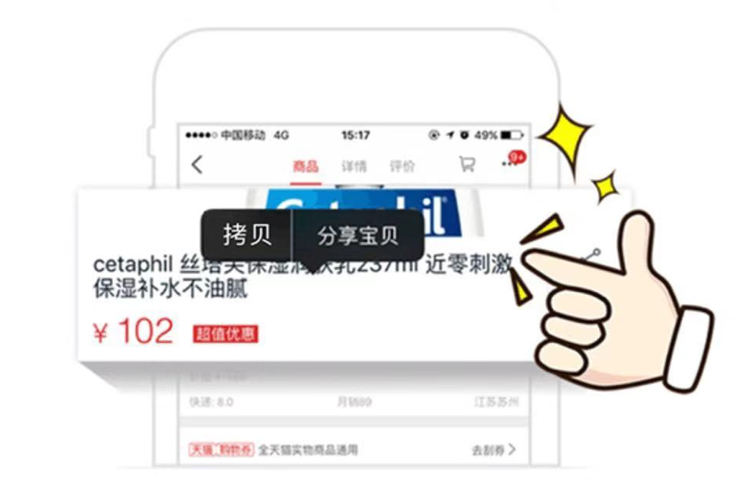 中国移动 4G 15:17 49%
商品 详情 评价 9+
Cetaphil
拷贝 分享宝贝
cetaphil 丝塔芙保湿润肤乳237ml 近零刺激
保湿补水不油腻
¥ 102 超值优惠
快递: 8.0 月销89 江苏苏州
天猫购物券 全天猫实物商品通用 去刮券